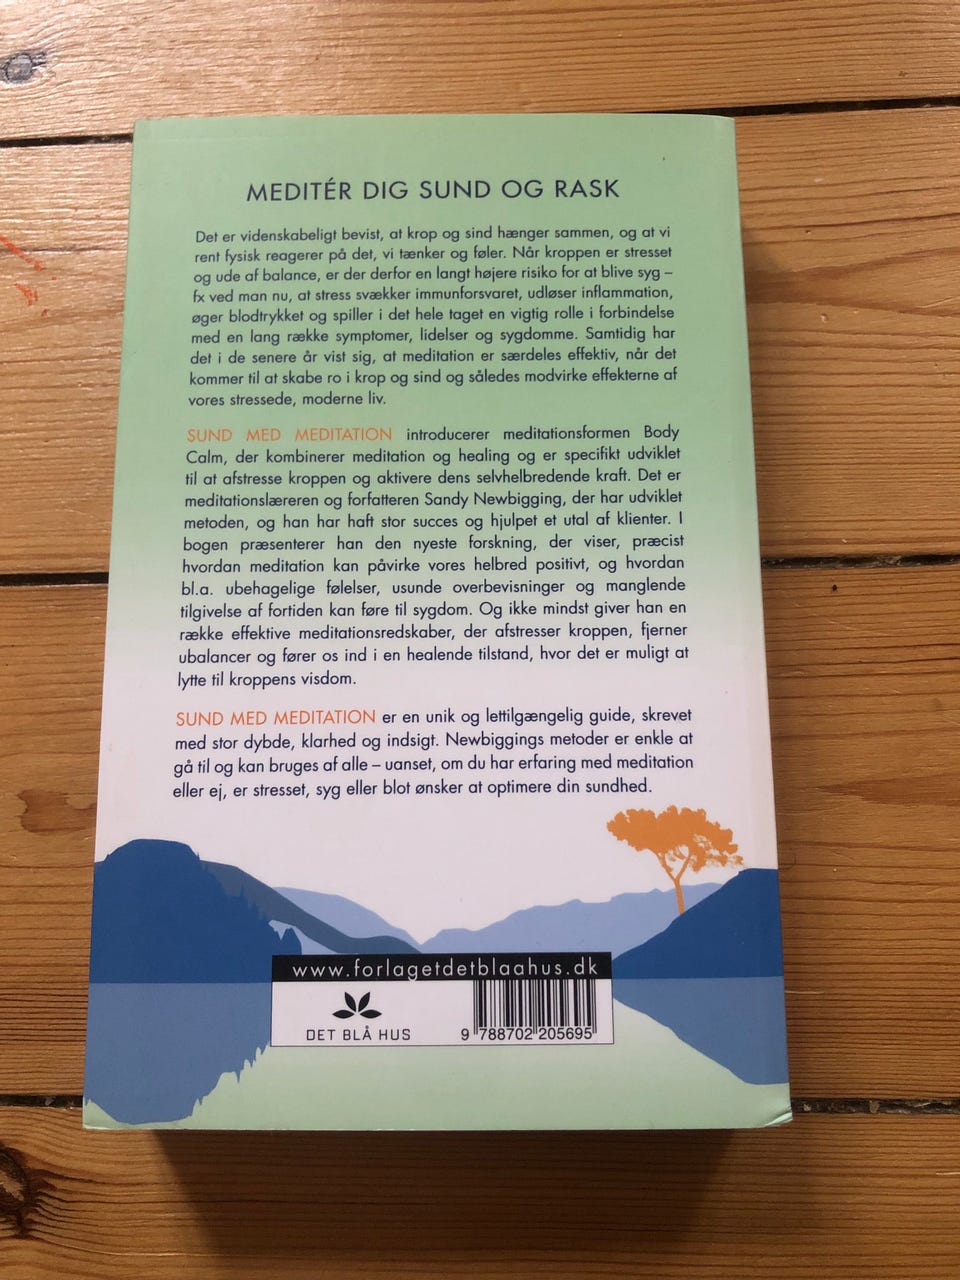 MEDITÉR DIG SUND OG RASK
Det er videnskabeligt bevist, at krop og sind hænger sammen, og at vi
rent fysisk reagerer på det, vi tænker og føler. Når kroppen er stresset
og ude af balance, er der derfor en langt højere risiko for at blive syg –
fx ved man nu, at stress svækker immunforsvaret, udløser inflammation,
øger blodtrykket og spiller i det hele taget en vigtig rolle i forbindelse
med en lang række symptomer, lidelser og sygdomme. Samtidig har
det i de senere år vist sig, at meditation er særdeles effektiv, når det
kommer til at skabe ro i krop og sind og således modvirke effekterne af
vores stressede, moderne liv.
SUND MED MEDITATION introducerer meditationsformen Body
Calm, der kombinerer meditation og healing og er specifikt udviklet
til at afstresse kroppen og aktivere dens selvhelbredende kraft. Det er
meditationslæreren og forfatteren Sandy Newbigging, der har udviklet
metoden, og han har haft stor succes og hjulpet et utal af klienter. I
bogen præsenterer han den nyeste forskning, der viser, præcist
hvordan meditation kan påvirke vores helbred positivt, og hvordan
bl.a. ubehagelige følelser, usunde overbevisninger og manglende
tilgivelse af fortiden kan føre til sygdom. Og ikke mindst giver han en
række effektive meditationsredskaber, der afstresser kroppen, fjerner
ubalancer og fører os ind i en healende tilstand, hvor det er muligt at
lytte til kroppens visdom.
SUND MED MEDITATION er en unik og lettilgængelig guide, skrevet
med stor dybde, klarhed og indsigt. Newbiggings metoder er enkle at
gå til og kan bruges af alle – uanset, om du har erfaring med meditation
eller ej, er stresset, syg eller blot ønsker at optimere din sundhed.
www.forlagetdetblaahus.dk
DET BLÅ HUS
9 788702 205695